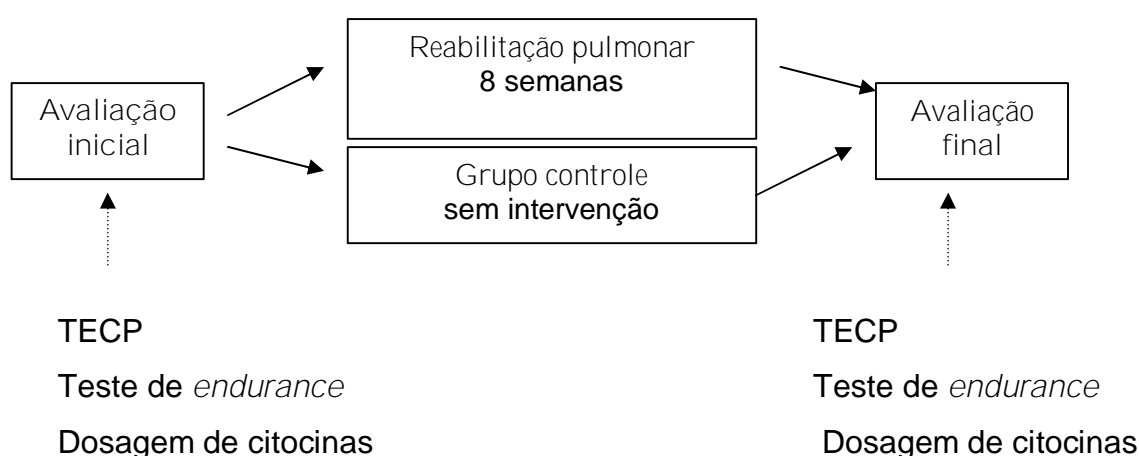 Reabilitação pulmonar
8 semanas
Avaliação
inicial
Avaliação
final
Grupo controle
sem intervenção
TECP
Teste de endurance
Dosagem de citocinas
TECP
Teste de endurance
Dosagem de citocinas